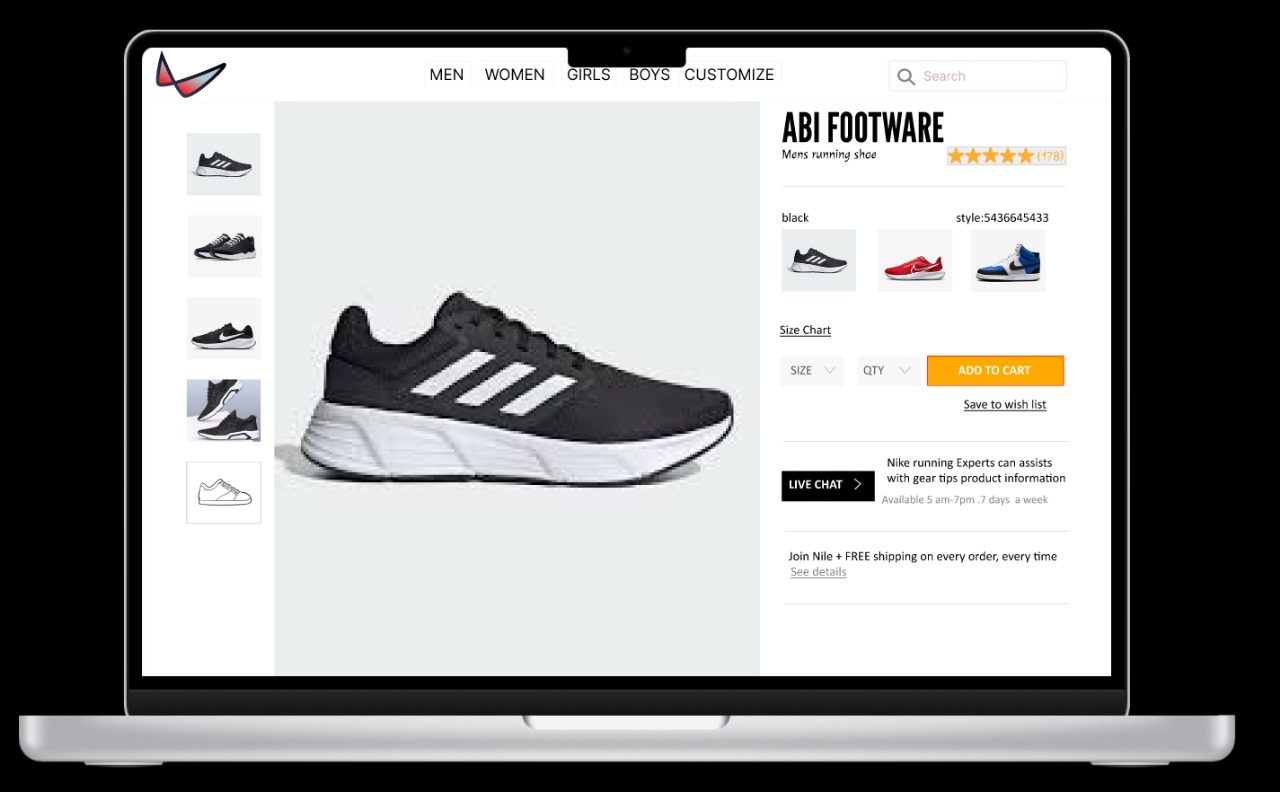 MEN WOMEN GIRLS BOYS CUSTOMIZE
Search
ABI FOOTWARE
Mens running shoe
(178)
black
style:5436645433
Size Chart
SIZE
QTY
ADD TO CART
Save to wish list
LIVE CHAT
Nike running Experts can assists
with gear tips product information
Available 5 am-7pm .7 days a week
Join Nile + FREE shipping on every order, every time
See details